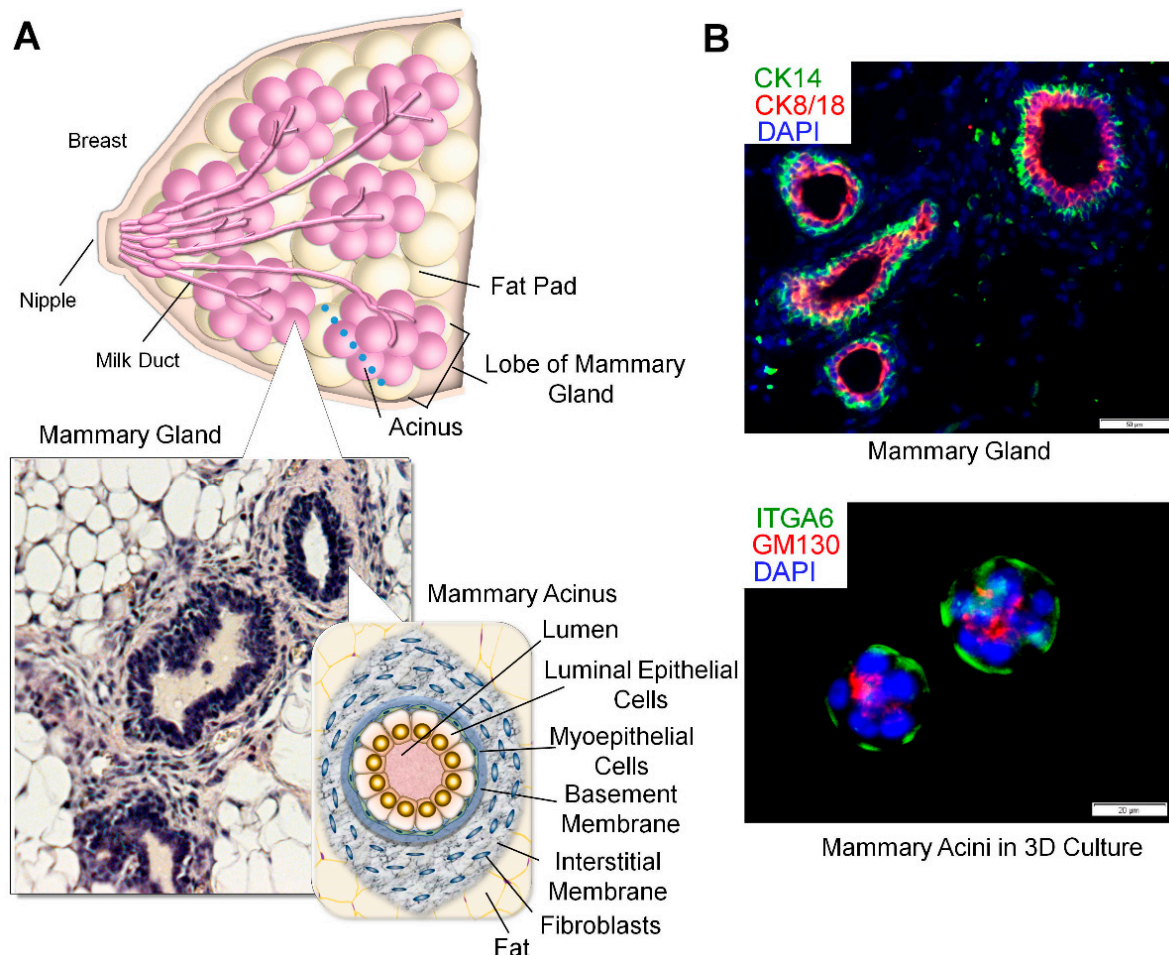 A
Breast
Nipple
Milk Duct
Fat Pad
Lobe of Mammary
Gland
Acinus
Mammary Gland
Mammary Acinus
Lumen
Luminal Epithelial
Cells
Myoepithelial
Cells
Basement
Membrane
Interstitial
Membrane
Fibroblasts
Fat
B
CK14
CK8/18
DAPI
50 µm
Mammary Gland
ITGA6
GM130
DAPI
20 µm
Mammary Acini in 3D Culture